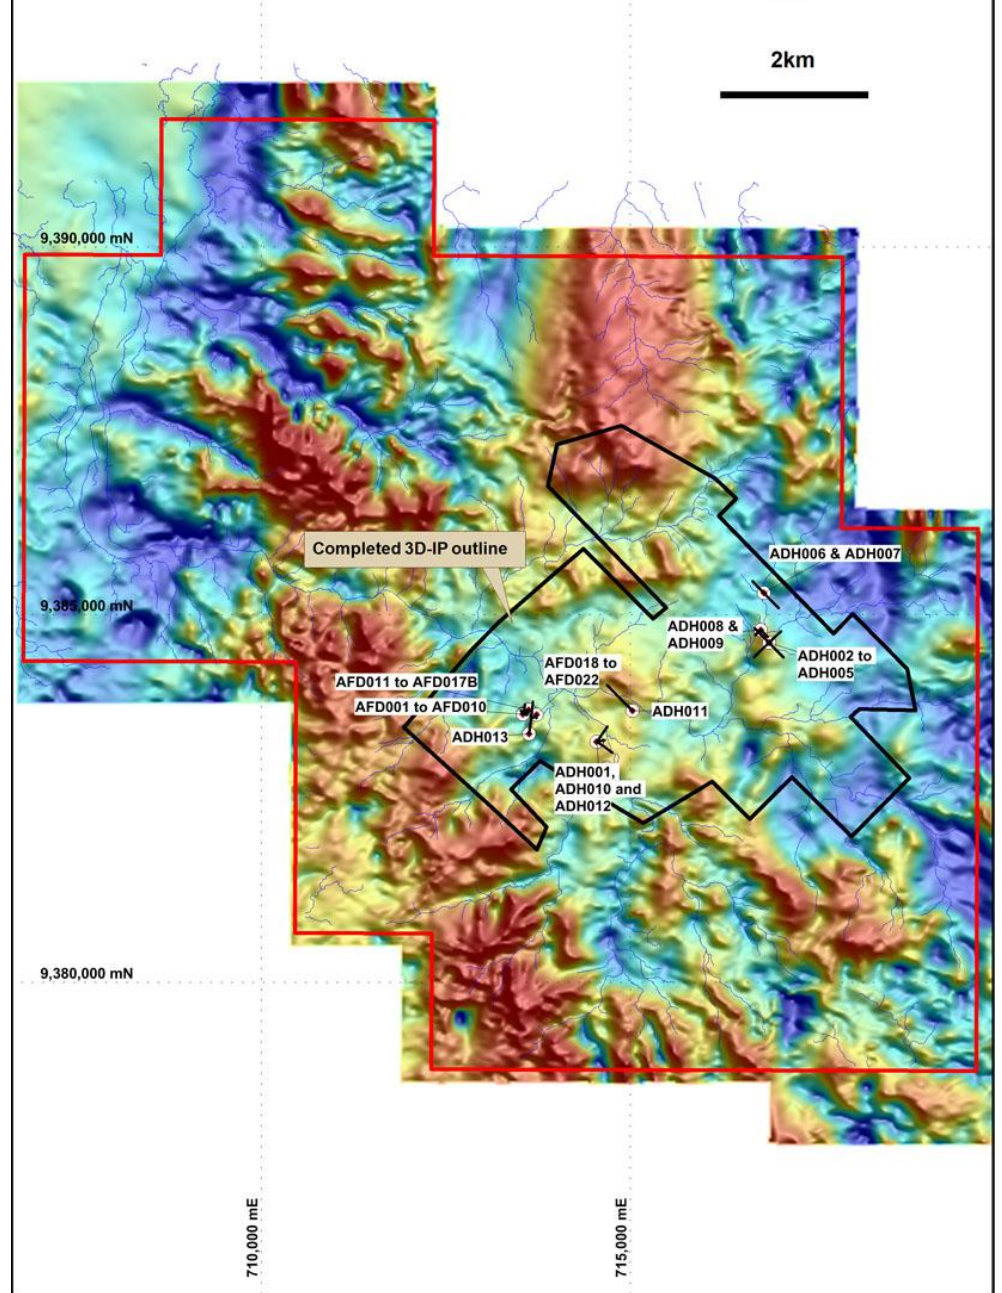 2km
9,390,000 mN
Completed 3D-IP outline
ADH006 & ADH007
9,385,000 mN
ADH008 &
ADH009
ADH002 to
ADH005
AFD018 to
AFD022
AFD011 to AFD017B
AFD001 to AFD010
ADH011
ADH013
ADH001,
ADH010 and
ADH012
9,380,000 mN
710,000 mE
715,000 mE